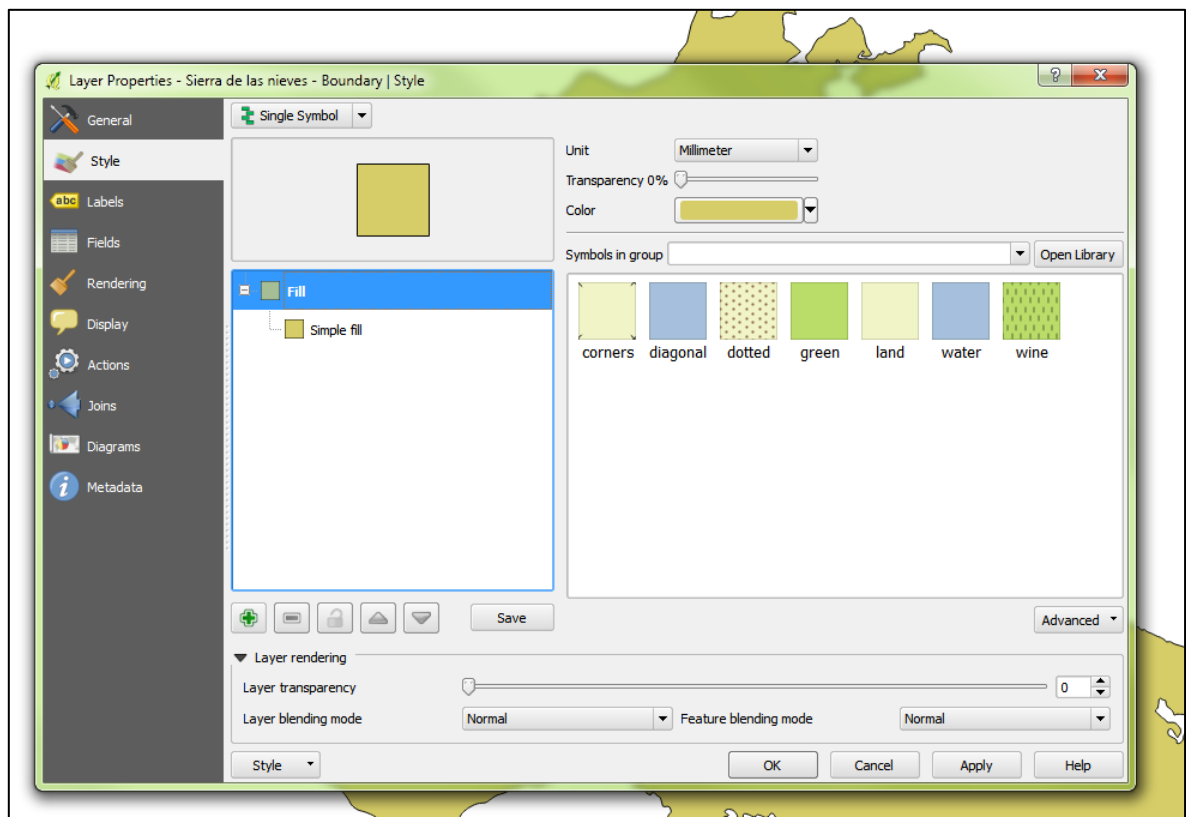 Layer Properties - Sierra de las nieves - Boundary | Style
General
Style
abc Labels
Fields
Rendering
Display
Actions
Joins
Diagrams
Metadata
Single Symbol
Unit Millimeter
Transparency 0%
Color
Symbols in group Open Library
Fill
Simple fill
corners diagonal dotted green land water wine
Save
Advanced
Layer rendering
Layer transparency 0
Layer blending mode Normal Feature blending mode Normal
Style OK Cancel Apply Help